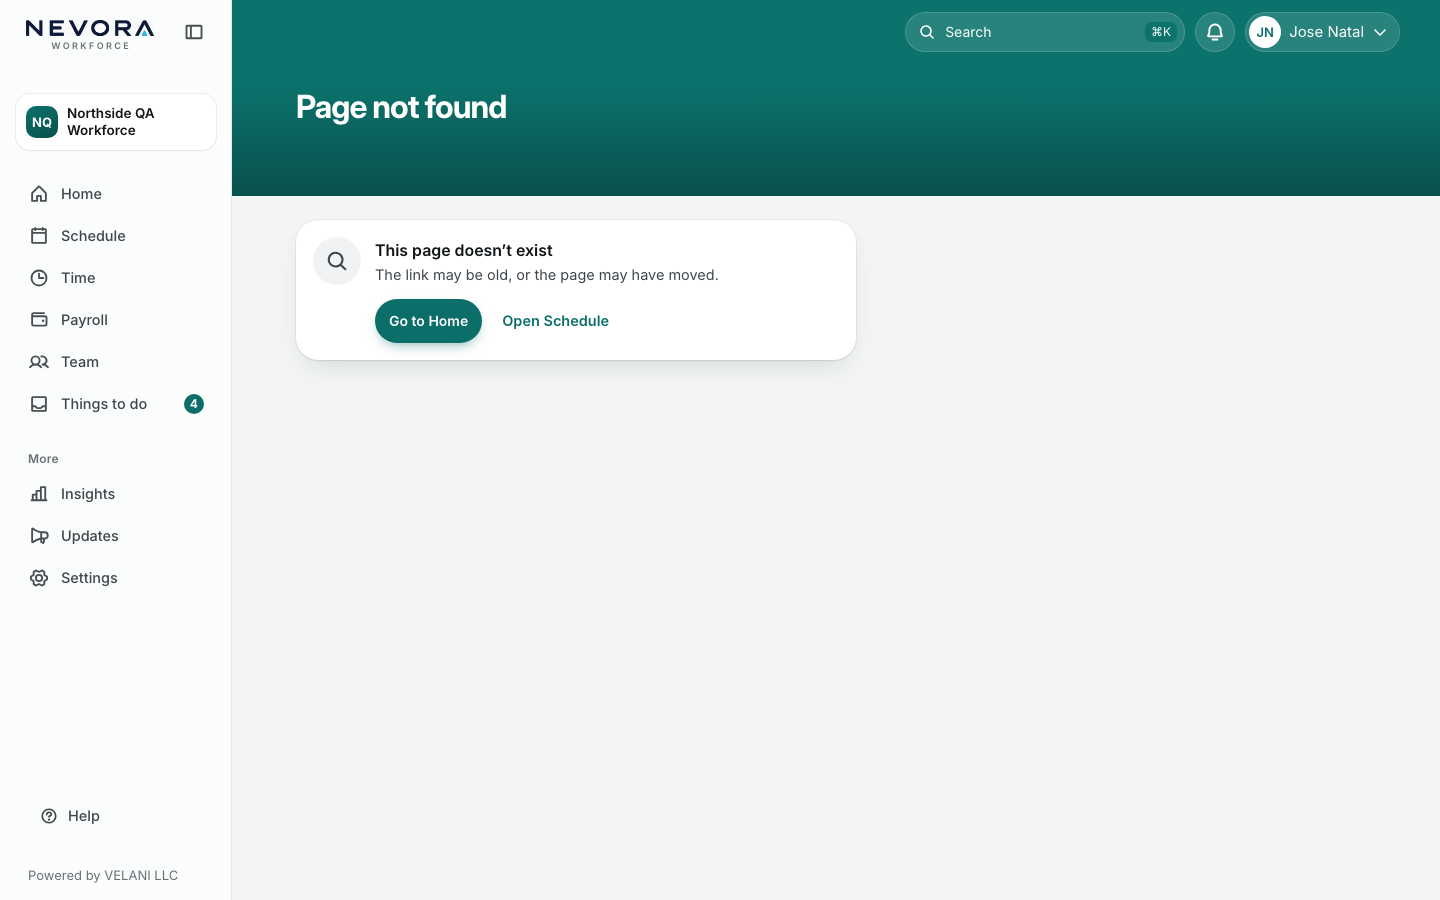 NEVORA
WORKFORCE
Search
⌘K
JN
Jose Natal
Page not found
NQ
Northside QA
Workforce
Home
Schedule
Time
Payroll
Team
Things to do
4
More
Insights
Updates
Settings
Help
Powered by VELANI LLC
This page doesn’t exist
The link may be old, or the page may have moved.
Go to Home
Open Schedule